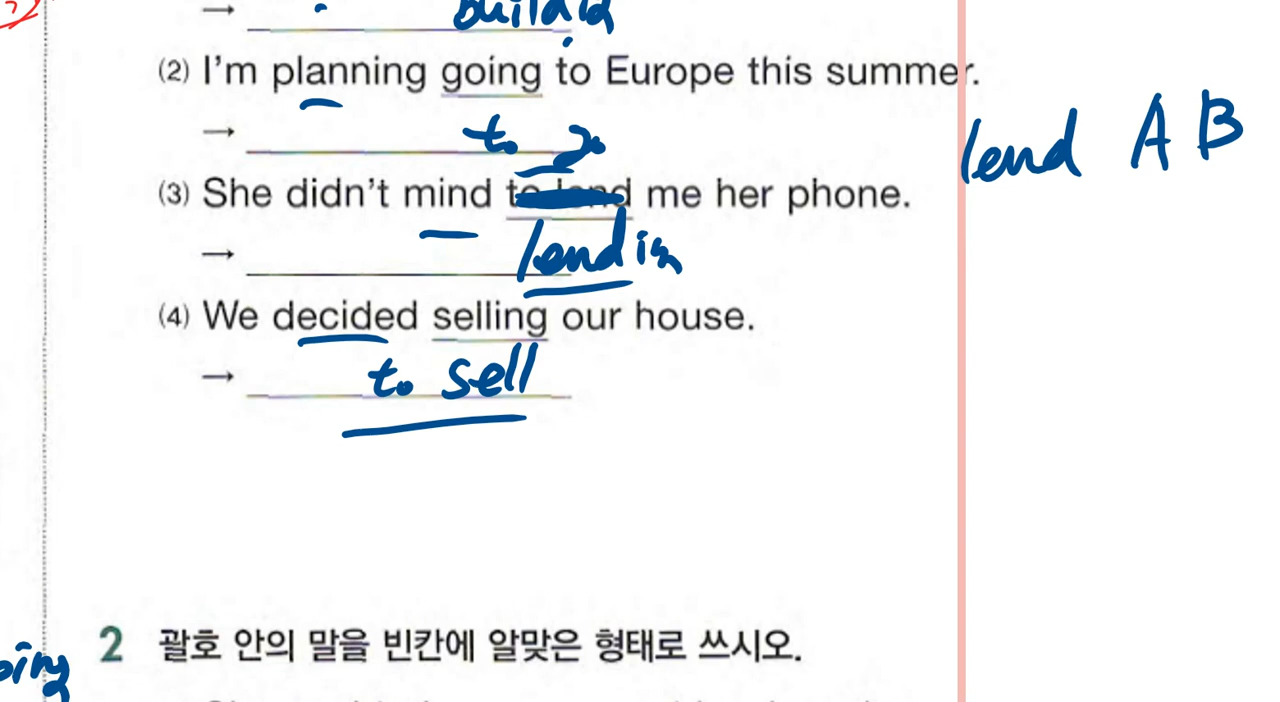 →
(2) I'm planning going to Europe this summer.
→ to go
(3) She didn't mind to lend me her phone.
lend A B
→ lending
(4) We decided selling our house.
→ to sell
2 괄호 안의 말을 빈칸에 알맞은 형태로 쓰시오.